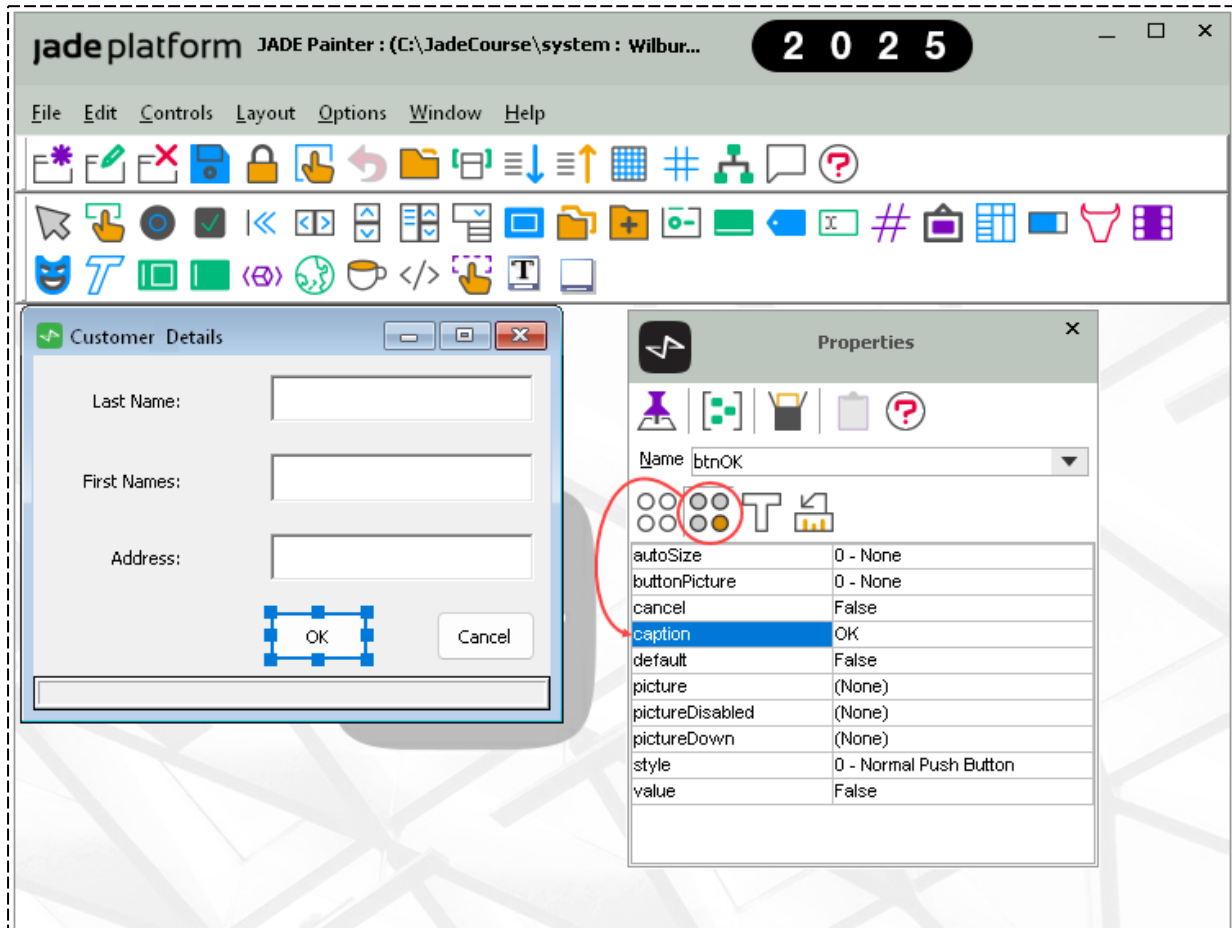 jade platform JADE Painter : (C:\JadeCourse\system : Wilbur... 2 0 2 5
File Edit Controls Layout Options Window Help
Customer Details
Last Name:
First Names:
Address:
OK Cancel
Properties
Name btnOK
autoSize 0 - None
buttonPicture 0 - None
cancel False
caption OK
default False
picture (None)
pictureDisabled (None)
pictureDown (None)
style 0 - Normal Push Button
value False